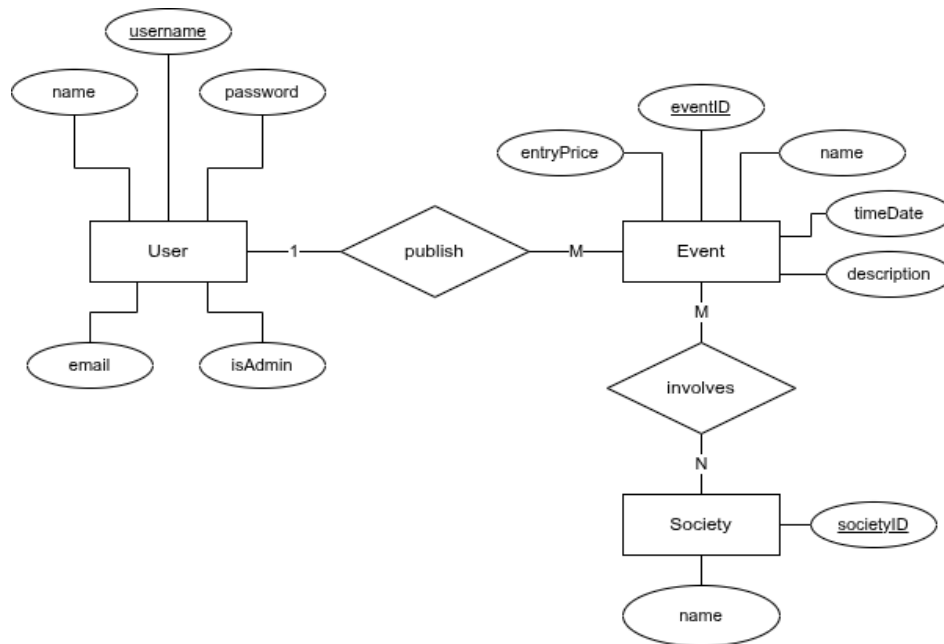 username
name
password
eventID
entryPrice
name
timeDate
User
1
publish
M
Event
description
M
email
isAdmin
involves
N
Society
societyID
name